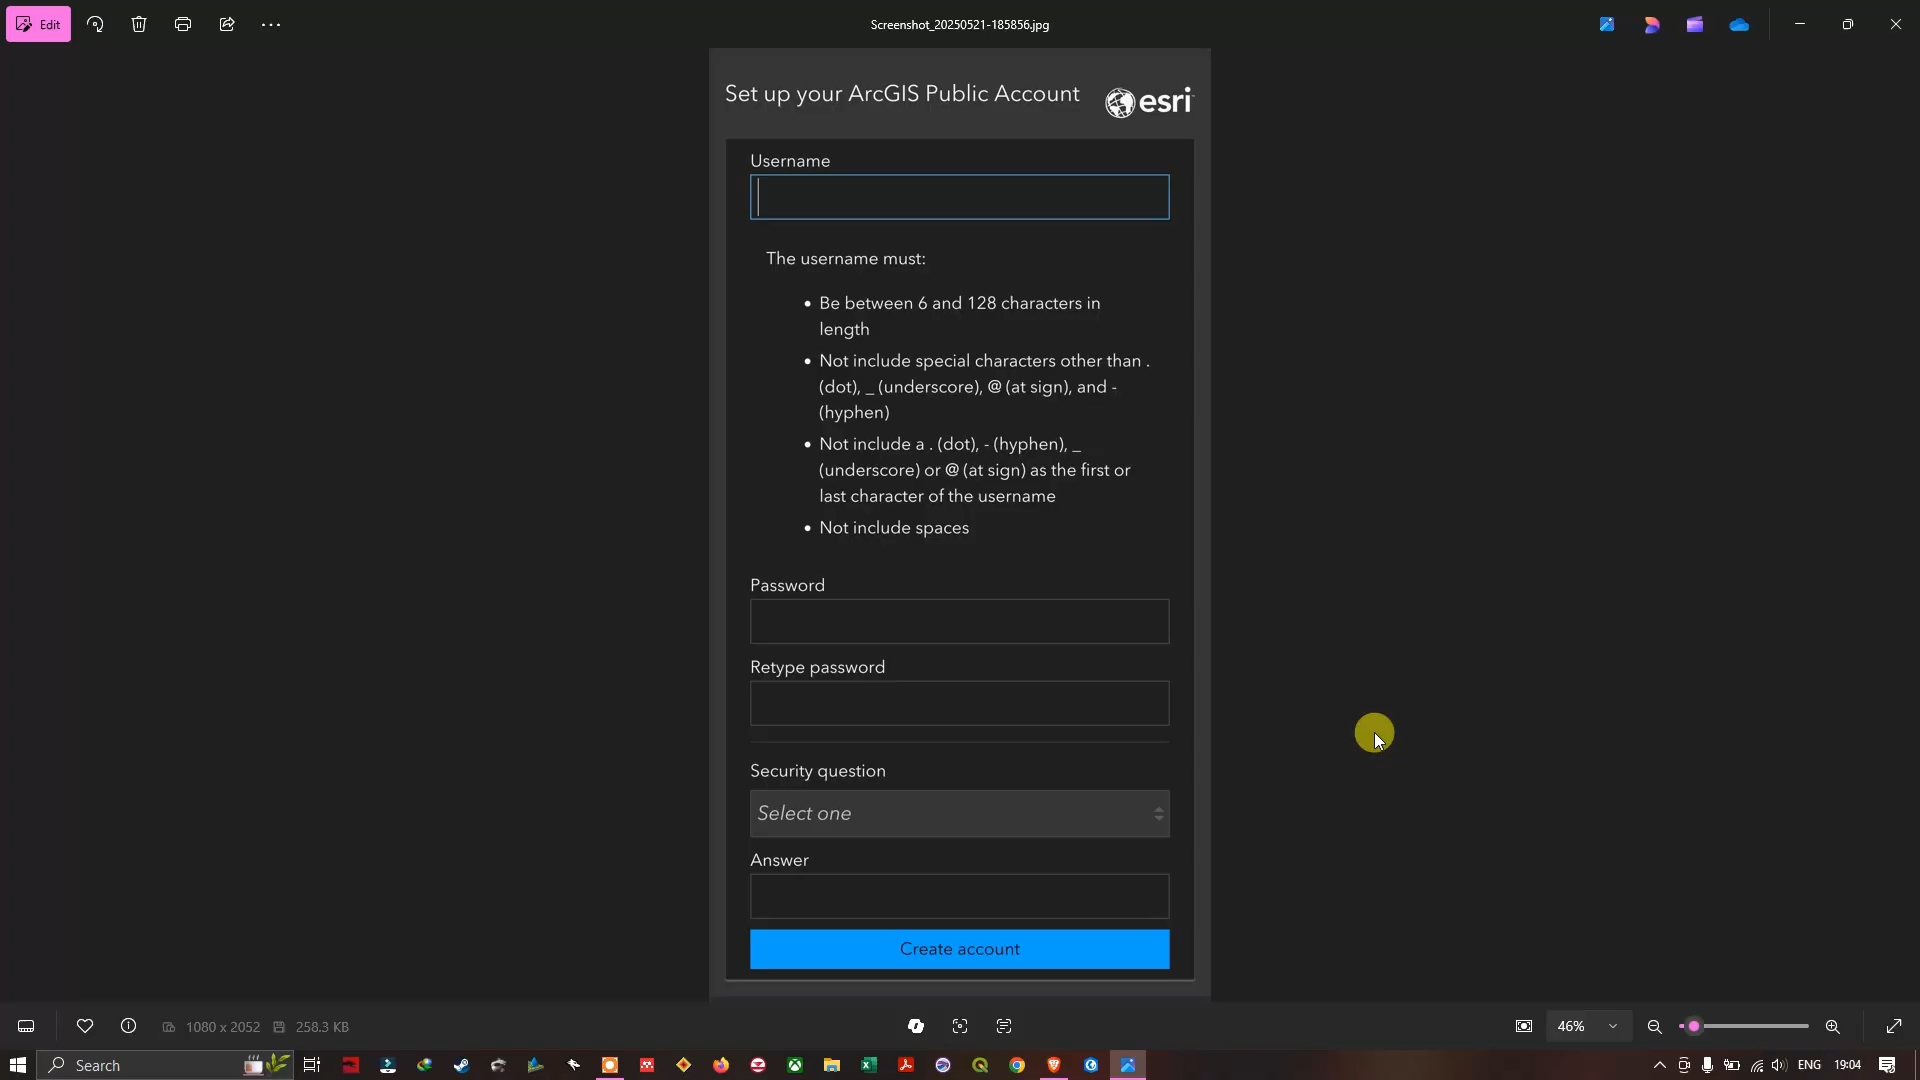 Edit
Screenshot_20250521-185856.jpg
Set up your ArcGIS Public Account
esri
Username
The username must:
• Be between 6 and 128 characters in
length
• Not include special characters other than .
(dot), _ (underscore), @ (at sign), and -
(hyphen)
• Not include a . (dot), - (hyphen), _
(underscore) or @ (at sign) as the first or
last character of the username
• Not include spaces
Password
Retype password
Security question
Select one
Answer
Create account
1080 x 2052 258.3 KB
46%
Search
ENG 19:04